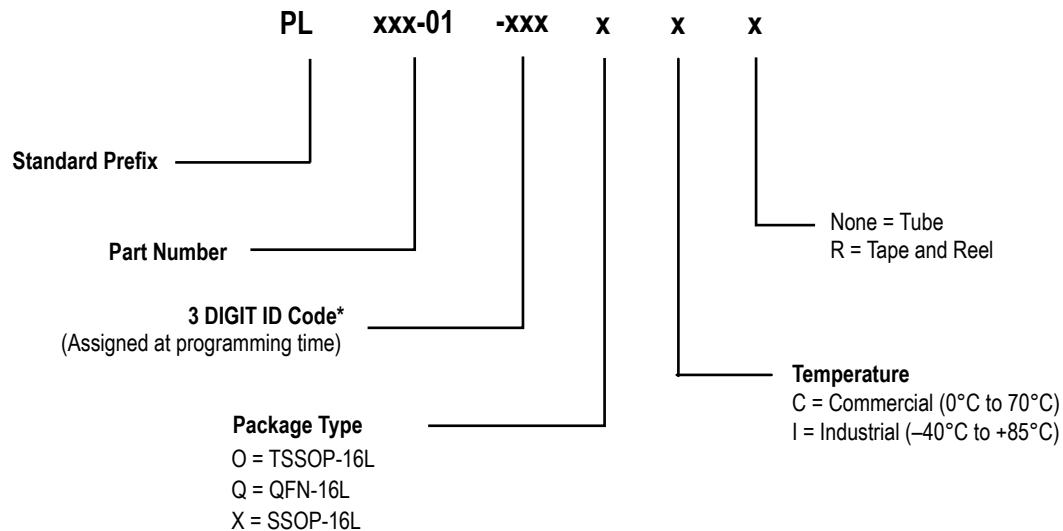 PL xxx-01 -xxx x x x
Standard Prefix
None = Tube
R = Tape and Reel
Part Number
3 DIGIT ID Code*
(Assigned at programming time)
Temperature
C = Commercial (0°C to 70°C)
I = Industrial (–40°C to +85°C)
Package Type
O = TSSOP-16L
Q = QFN-16L
X = SSOP-16L